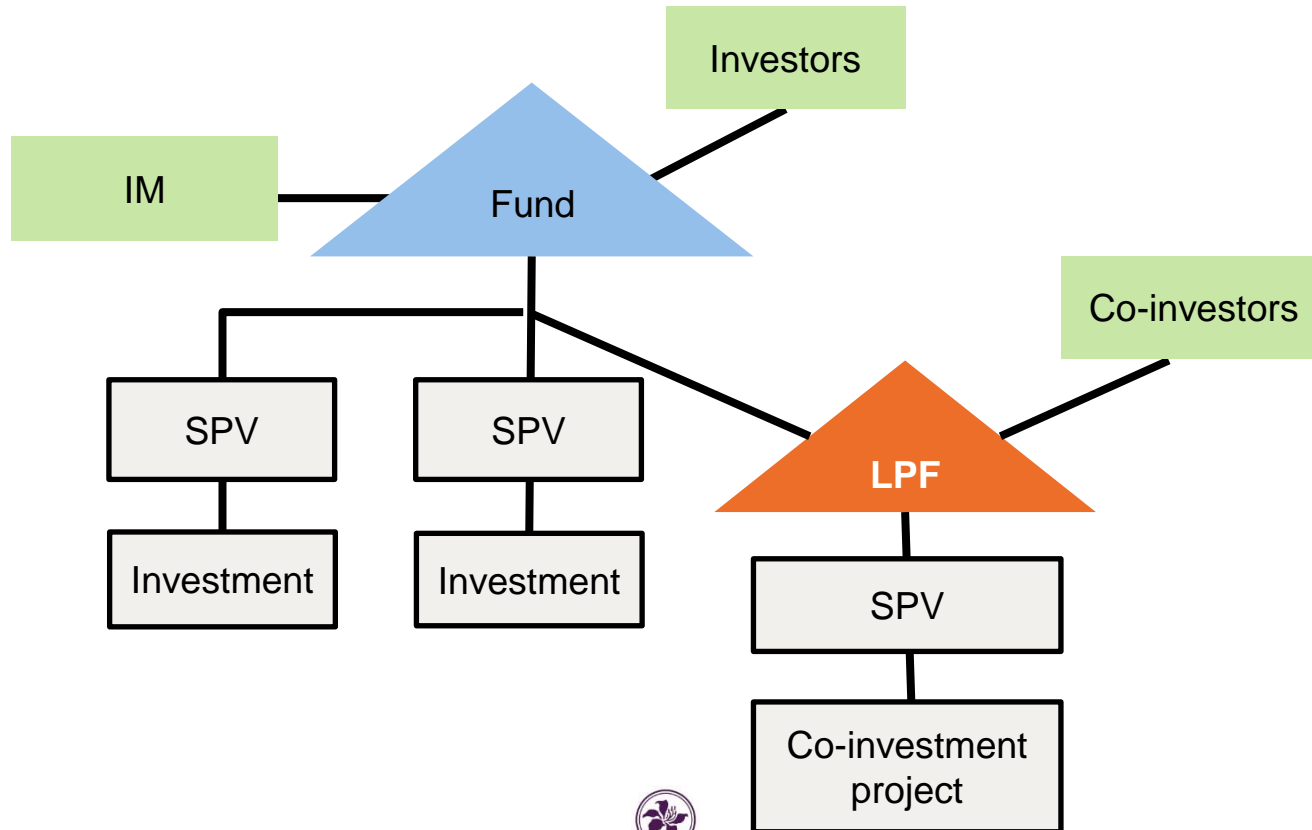 Investors
IM
Fund
Co-investors
SPV
SPV
LPF
Investment
Investment
SPV
Co-investment
project